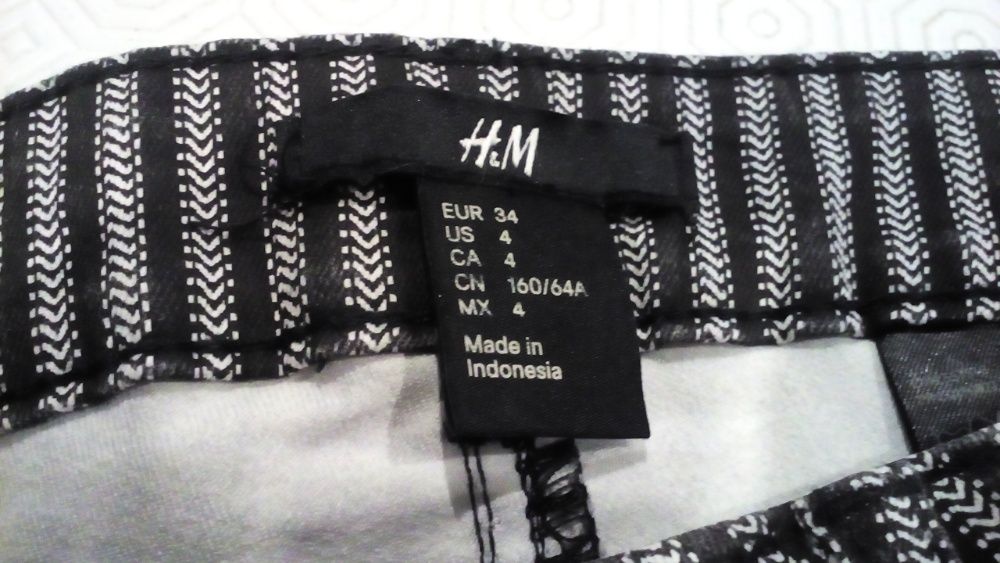 H&M
EUR 34
US 4
CA 4
CN 160/64A
MX 4
Made in
Indonesia